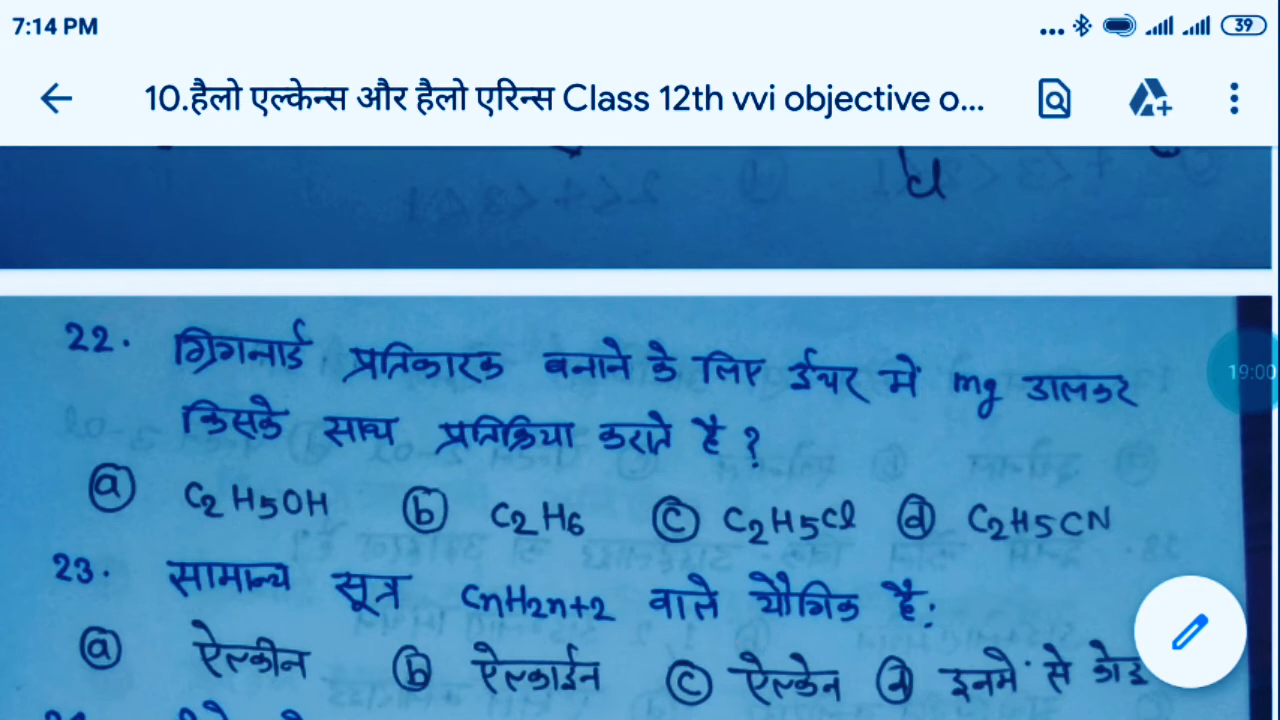 7:14 PM
39
10.हैलो एल्केन्स और हैलो एरिन्स Class 12th vvi objective o...
cl
19:00
22. ग्रिगनार्ड प्रतिकारक बनाने के लिए ईथर में mg डालकर
किसके साथ प्रतिक्रिया कराते है ?
(a) C2H5OH (b) C2H6 (c) C2H5Cl (d) C2H5CN
23. सामान्य सूत्र CnH2n+2 वाले यौगिक है:
(a) ऐल्कीन (b) ऐल्काईन (c) ऐल्केन (d) इनमें से कोई